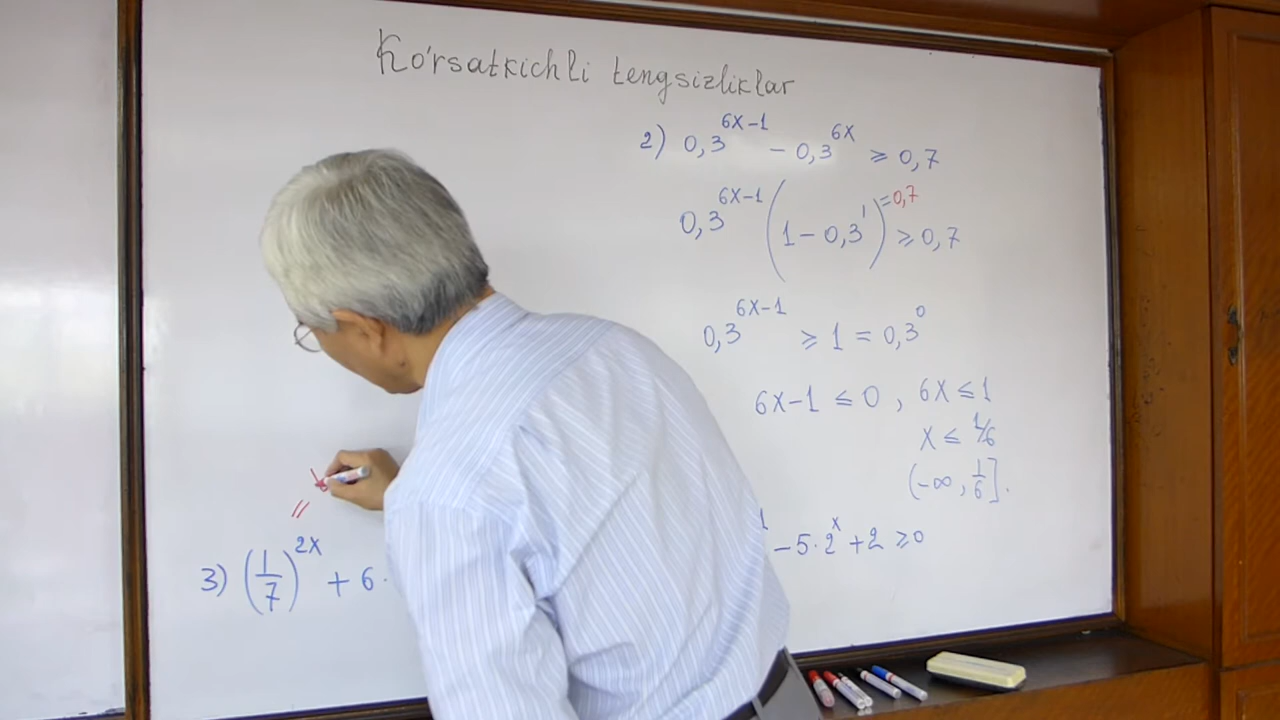 Ko'rsatkichli tengsizliklar
2) 0,3^{6x-1} - 0,3^{6x} ≥ 0,7
0,3^{6x-1} (1 - 0,3^1)^{=0,7} ≥ 0,7
0,3^{6x-1} ≥ 1 = 0,3^0
6x-1 ≤ 0 , 6x ≤ 1
x ≤ 1/6
(-∞, 1/6].
1 - 5·2^x + 2 ≥ 0
//
3) (1/7)^{2x} + 6·